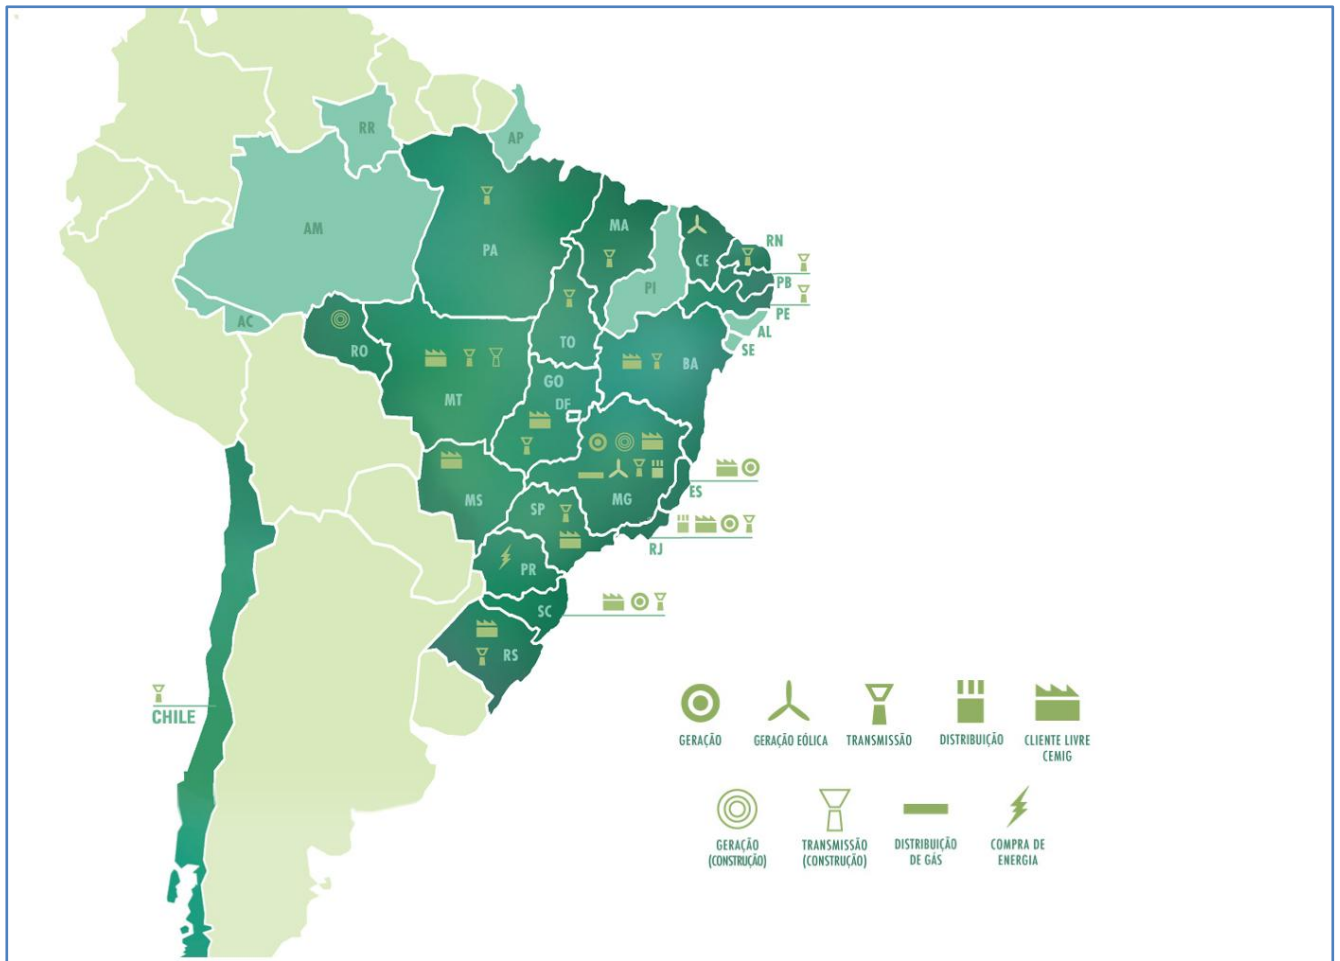 RR
AP
AM
PA
MA
CE
RN
PB
PI
PE
AL
SE
AC
RO
TO
BA
MT
GO
DF
MS
MG
ES
SP
RJ
PR
SC
RS
CHILE
GERAÇÃO
GERAÇÃO EÓLICA
TRANSMISSÃO
DISTRIBUIÇÃO
CLIENTE LIVRE
CEMIG
GERAÇÃO
(CONSTRUÇÃO)
TRANSMISSÃO
(CONSTRUÇÃO)
DISTRIBUIÇÃO
DE GÁS
COMPRA DE
ENERGIA